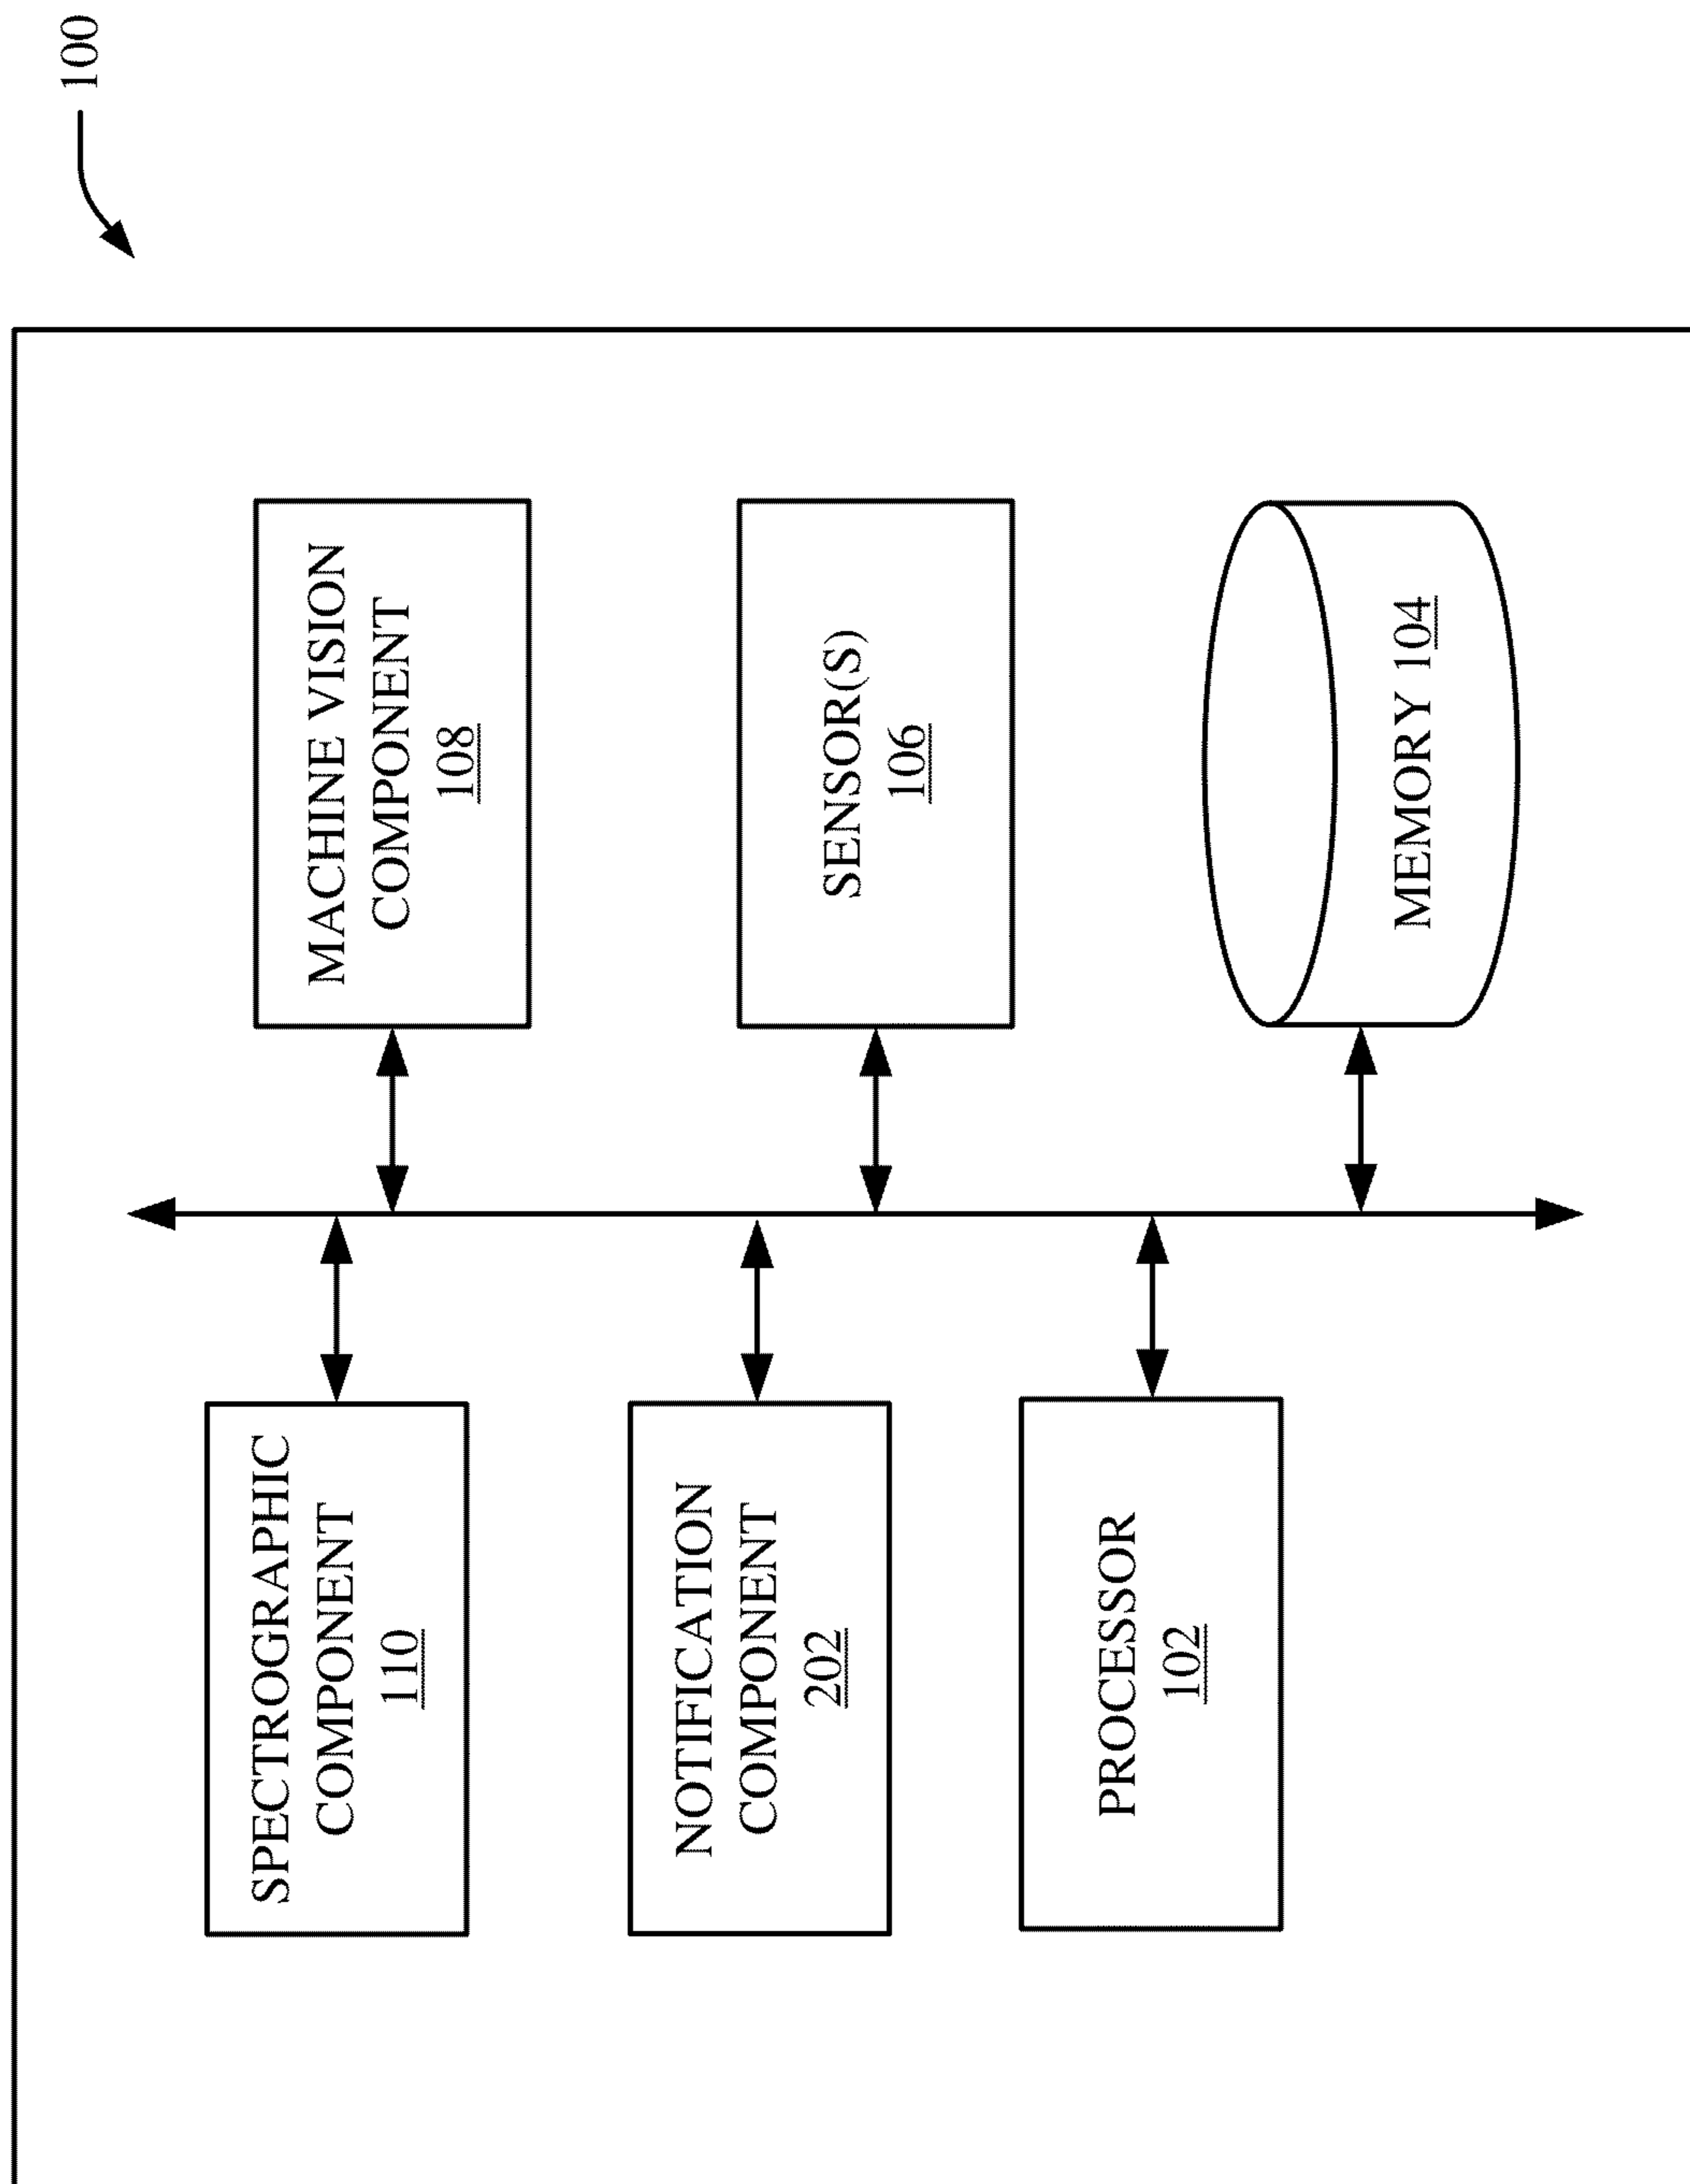 100
SPECTROGRAPHIC
COMPONENT
110
MACHINE VISION
COMPONENT
108
NOTIFICATION
COMPONENT
202
SENSOR(S)
106
PROCESSOR
102
MEMORY 104